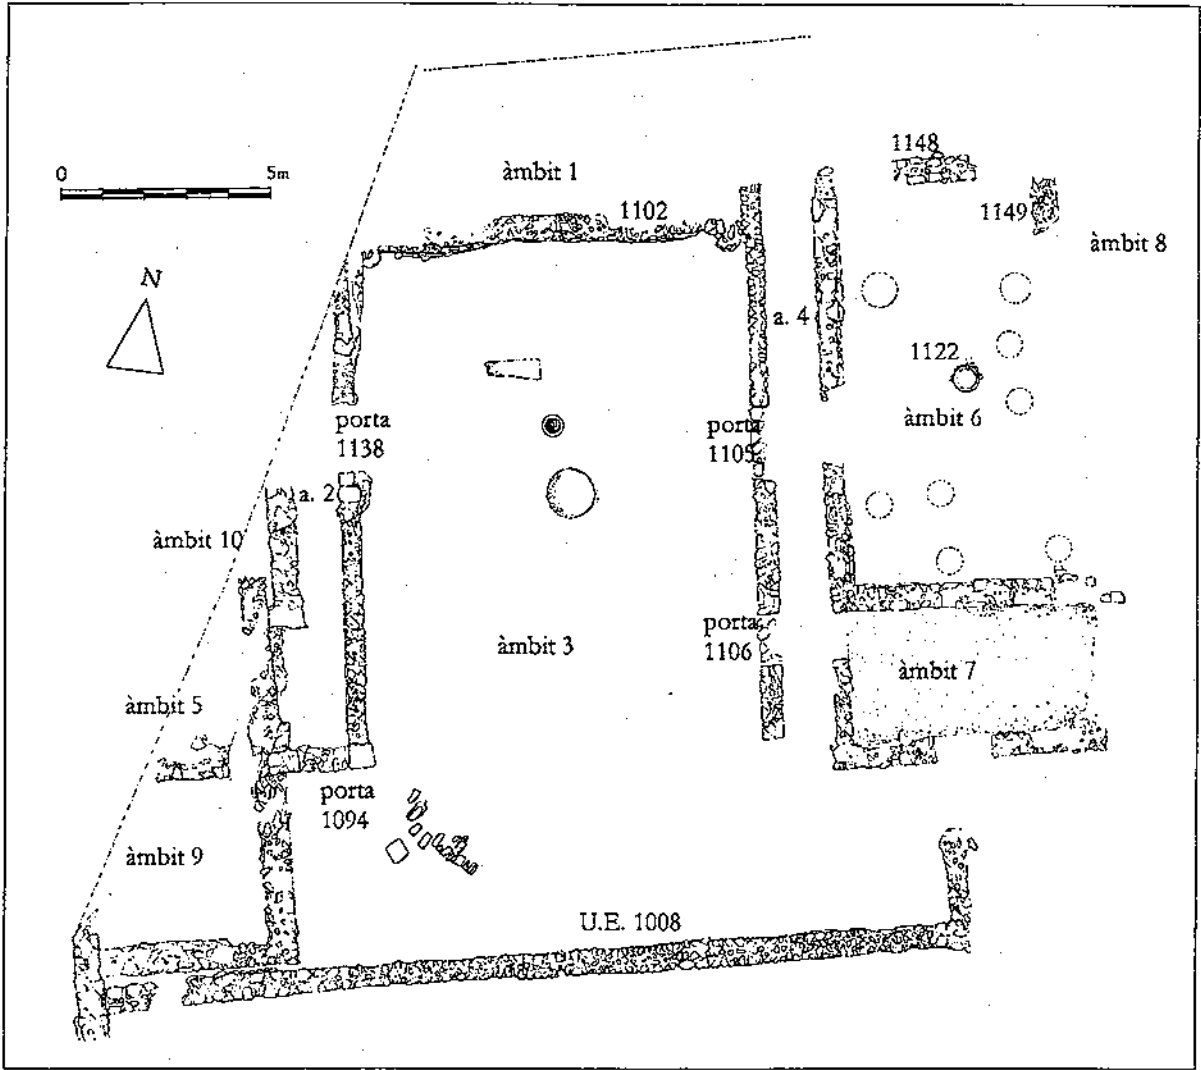 0 5m
N
àmbit 1
1102
1148
1149
àmbit 8
a. 4
1122
àmbit 6
porta
1138
porta
1105
a. 2
àmbit 10
àmbit 3
porta
1106
àmbit 7
àmbit 5
porta
1094
àmbit 9
U.E. 1008